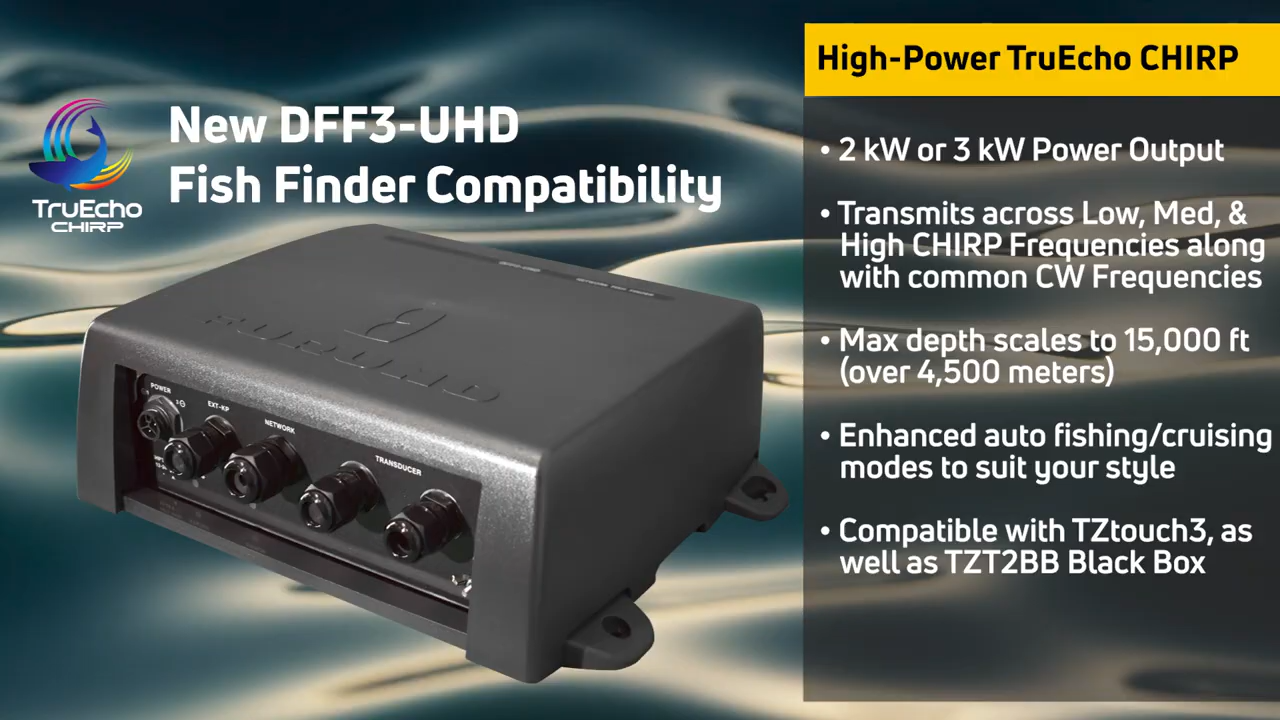 New DFF3-UHD
Fish Finder Compatibility
TruEcho
CHIRP
FURUNO
POWER
EXT-KP
NETWORK
TRANSDUCER
High-Power TruEcho CHIRP
• 2 kW or 3 kW Power Output
• Transmits across Low, Med, &
High CHIRP Frequencies along
with common CW Frequencies
• Max depth scales to 15,000 ft
(over 4,500 meters)
• Enhanced auto fishing/cruising
modes to suit your style
• Compatible with TZtouch3, as
well as TZT2BB Black Box